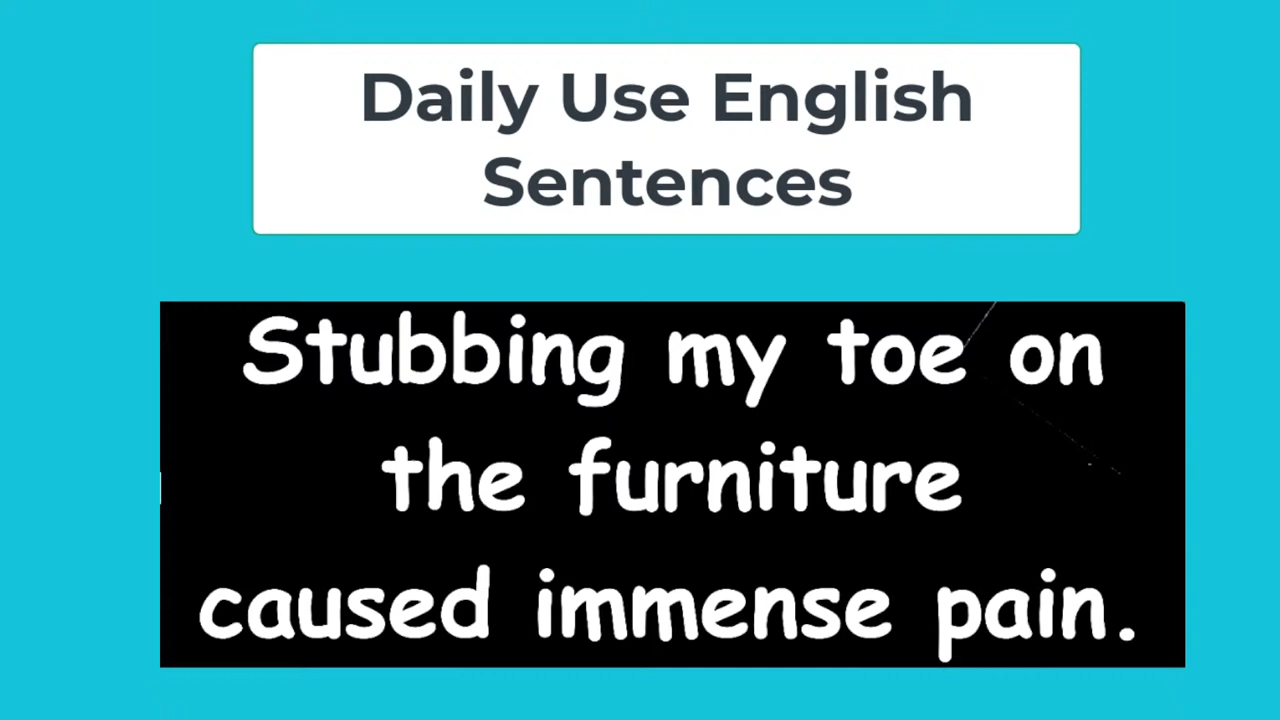 Daily Use English
Sentences
Stubbing my toe on
the furniture
caused immense pain.